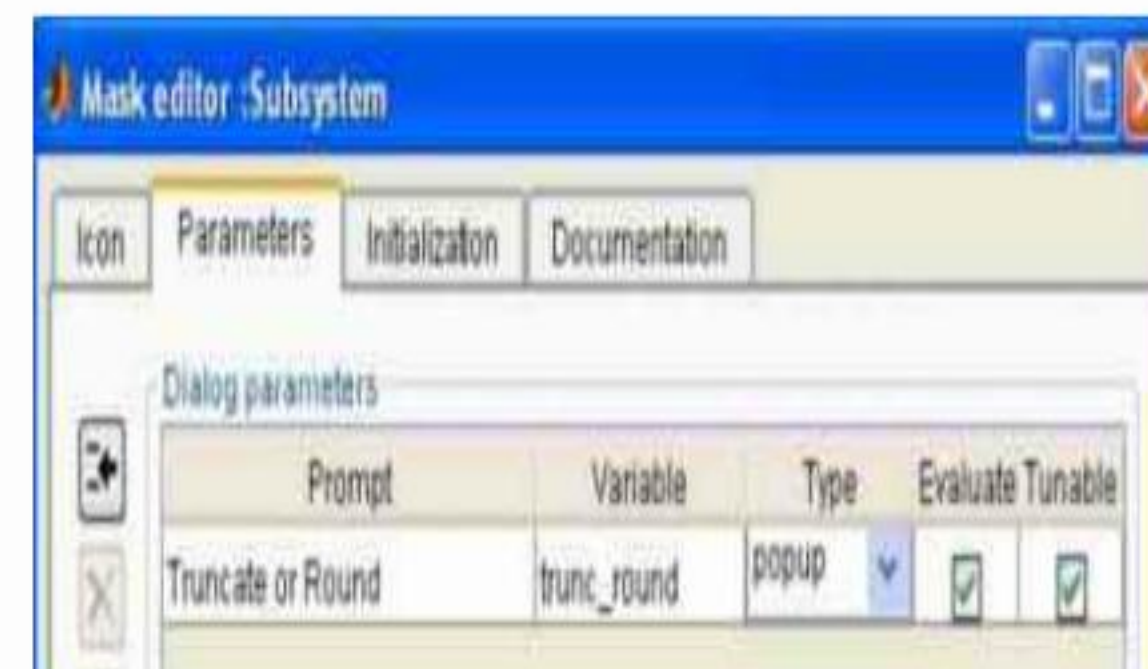 Mask editor :Subsystem
Icon Parameters Initialization Documentation
Dialog parameters
Prompt Variable Type Evaluate Tunable
Truncate or Round trunc_round popup